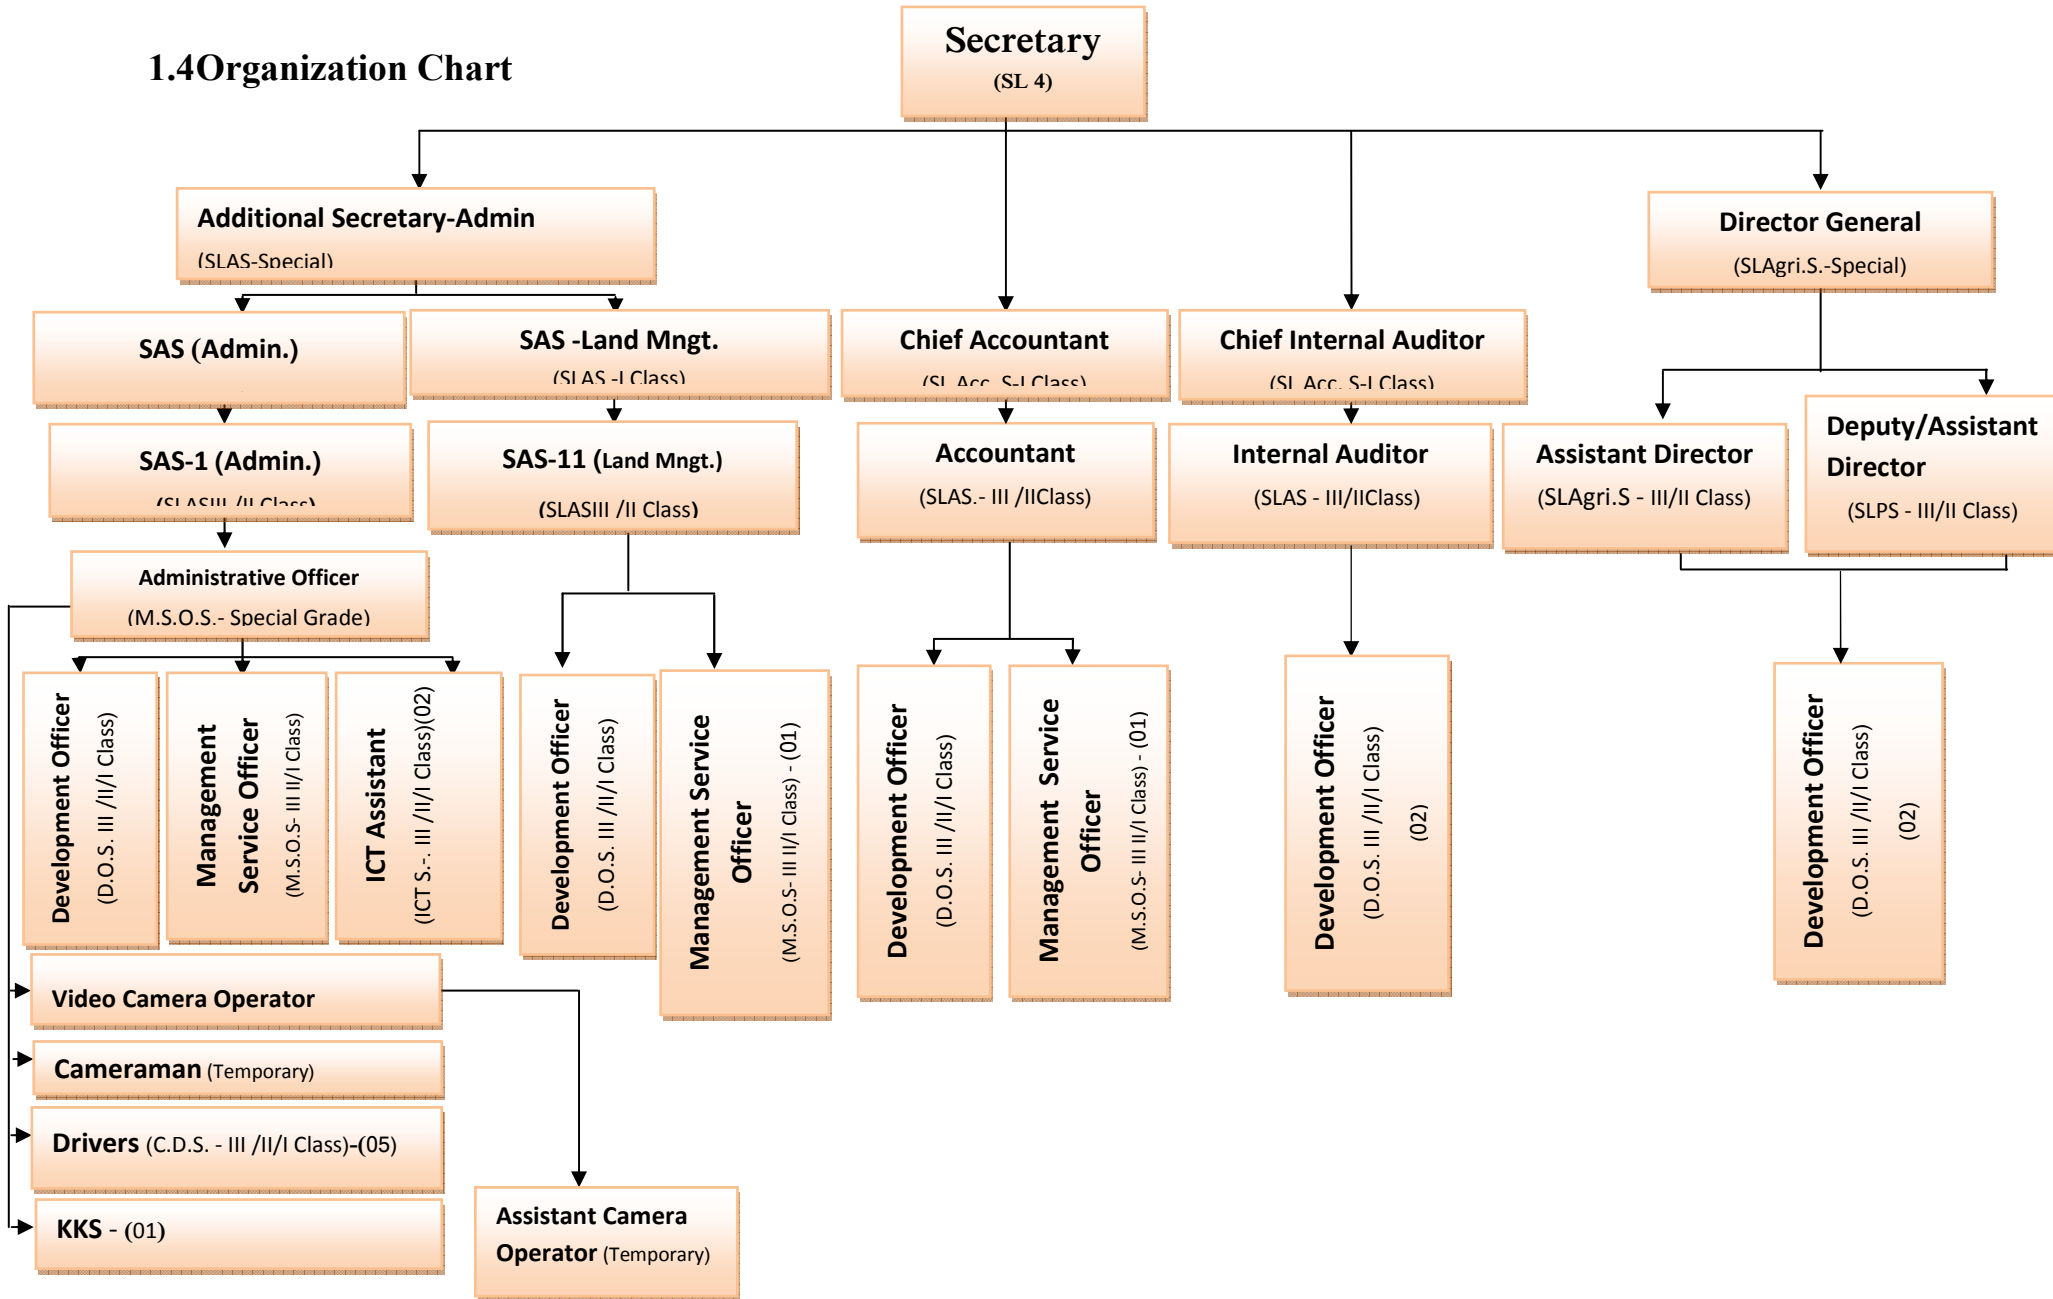 1.4Organization Chart
Secretary
(SL 4)
Additional Secretary-Admin
(SLAS-Special)
Director General
(SLAgri.S.-Special)
SAS (Admin.)
SAS -Land Mngt.
(SLAS -I Class)
Chief Accountant
(SL Acc. S-I Class)
Chief Internal Auditor
(SL Acc. S-I Class)
SAS-1 (Admin.)
(SLASIII /II Class)
SAS-11 (Land Mngt.)
(SLASIII /II Class)
Accountant
(SLAS.- III /IIClass)
Internal Auditor
(SLAS - III/IIClass)
Assistant Director
(SLAgri.S - III/II Class)
Deputy/Assistant
Director
(SLPS - III/II Class)
Administrative Officer
(M.S.O.S.- Special Grade)
Development Officer
(D.O.S. III /II/I Class)
Management
Service Officer
(M.S.O.S- III II/I Class)
ICT Assistant
(ICT S.-. III /II/I Class)(02)
Development Officer
(D.O.S. III /II/I Class)
Management Service
Officer
(M.S.O.S- III II/I Class) - (01)
Development Officer
(D.O.S. III /II/I Class)
Management Service
Officer
(M.S.O.S- III II/I Class) - (01)
Development Officer
(D.O.S. III /II/I Class)
(02)
Development Officer
(D.O.S. III /II/I Class)
(02)
Video Camera Operator
Cameraman (Temporary)
Drivers (C.D.S. - III /II/I Class)-(05)
KKS - (01)
Assistant Camera
Operator (Temporary)